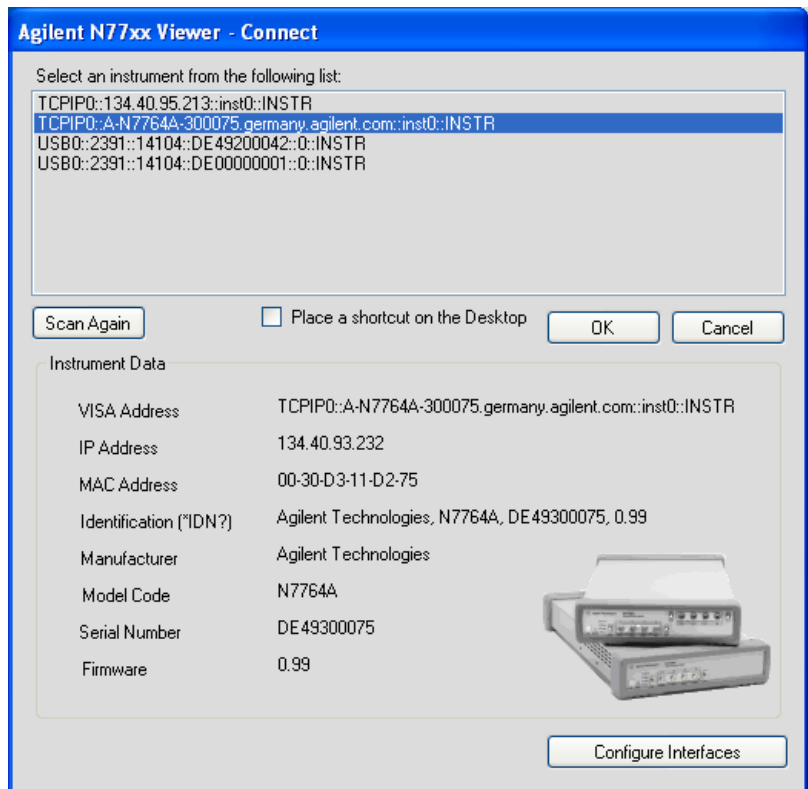 Agilent N77xx Viewer - Connect
Select an instrument from the following list:
TCPIP0::134.40.95.213::inst0::INSTR
TCPIP0::A-N7764A-300075.germany.agilent.com::inst0::INSTR
USB0::2391::14104::DE49200042::0::INSTR
USB0::2391::14104::DE00000001::0::INSTR
Scan Again
Place a shortcut on the Desktop
OK
Cancel
Instrument Data
VISA Address TCPIP0::A-N7764A-300075.germany.agilent.com::inst0::INSTR
IP Address 134.40.93.232
MAC Address 00-30-D3-11-D2-75
Identification (*IDN?) Agilent Technologies, N7764A, DE49300075, 0.99
Manufacturer Agilent Technologies
Model Code N7764A
Serial Number DE49300075
Firmware 0.99
Configure Interfaces